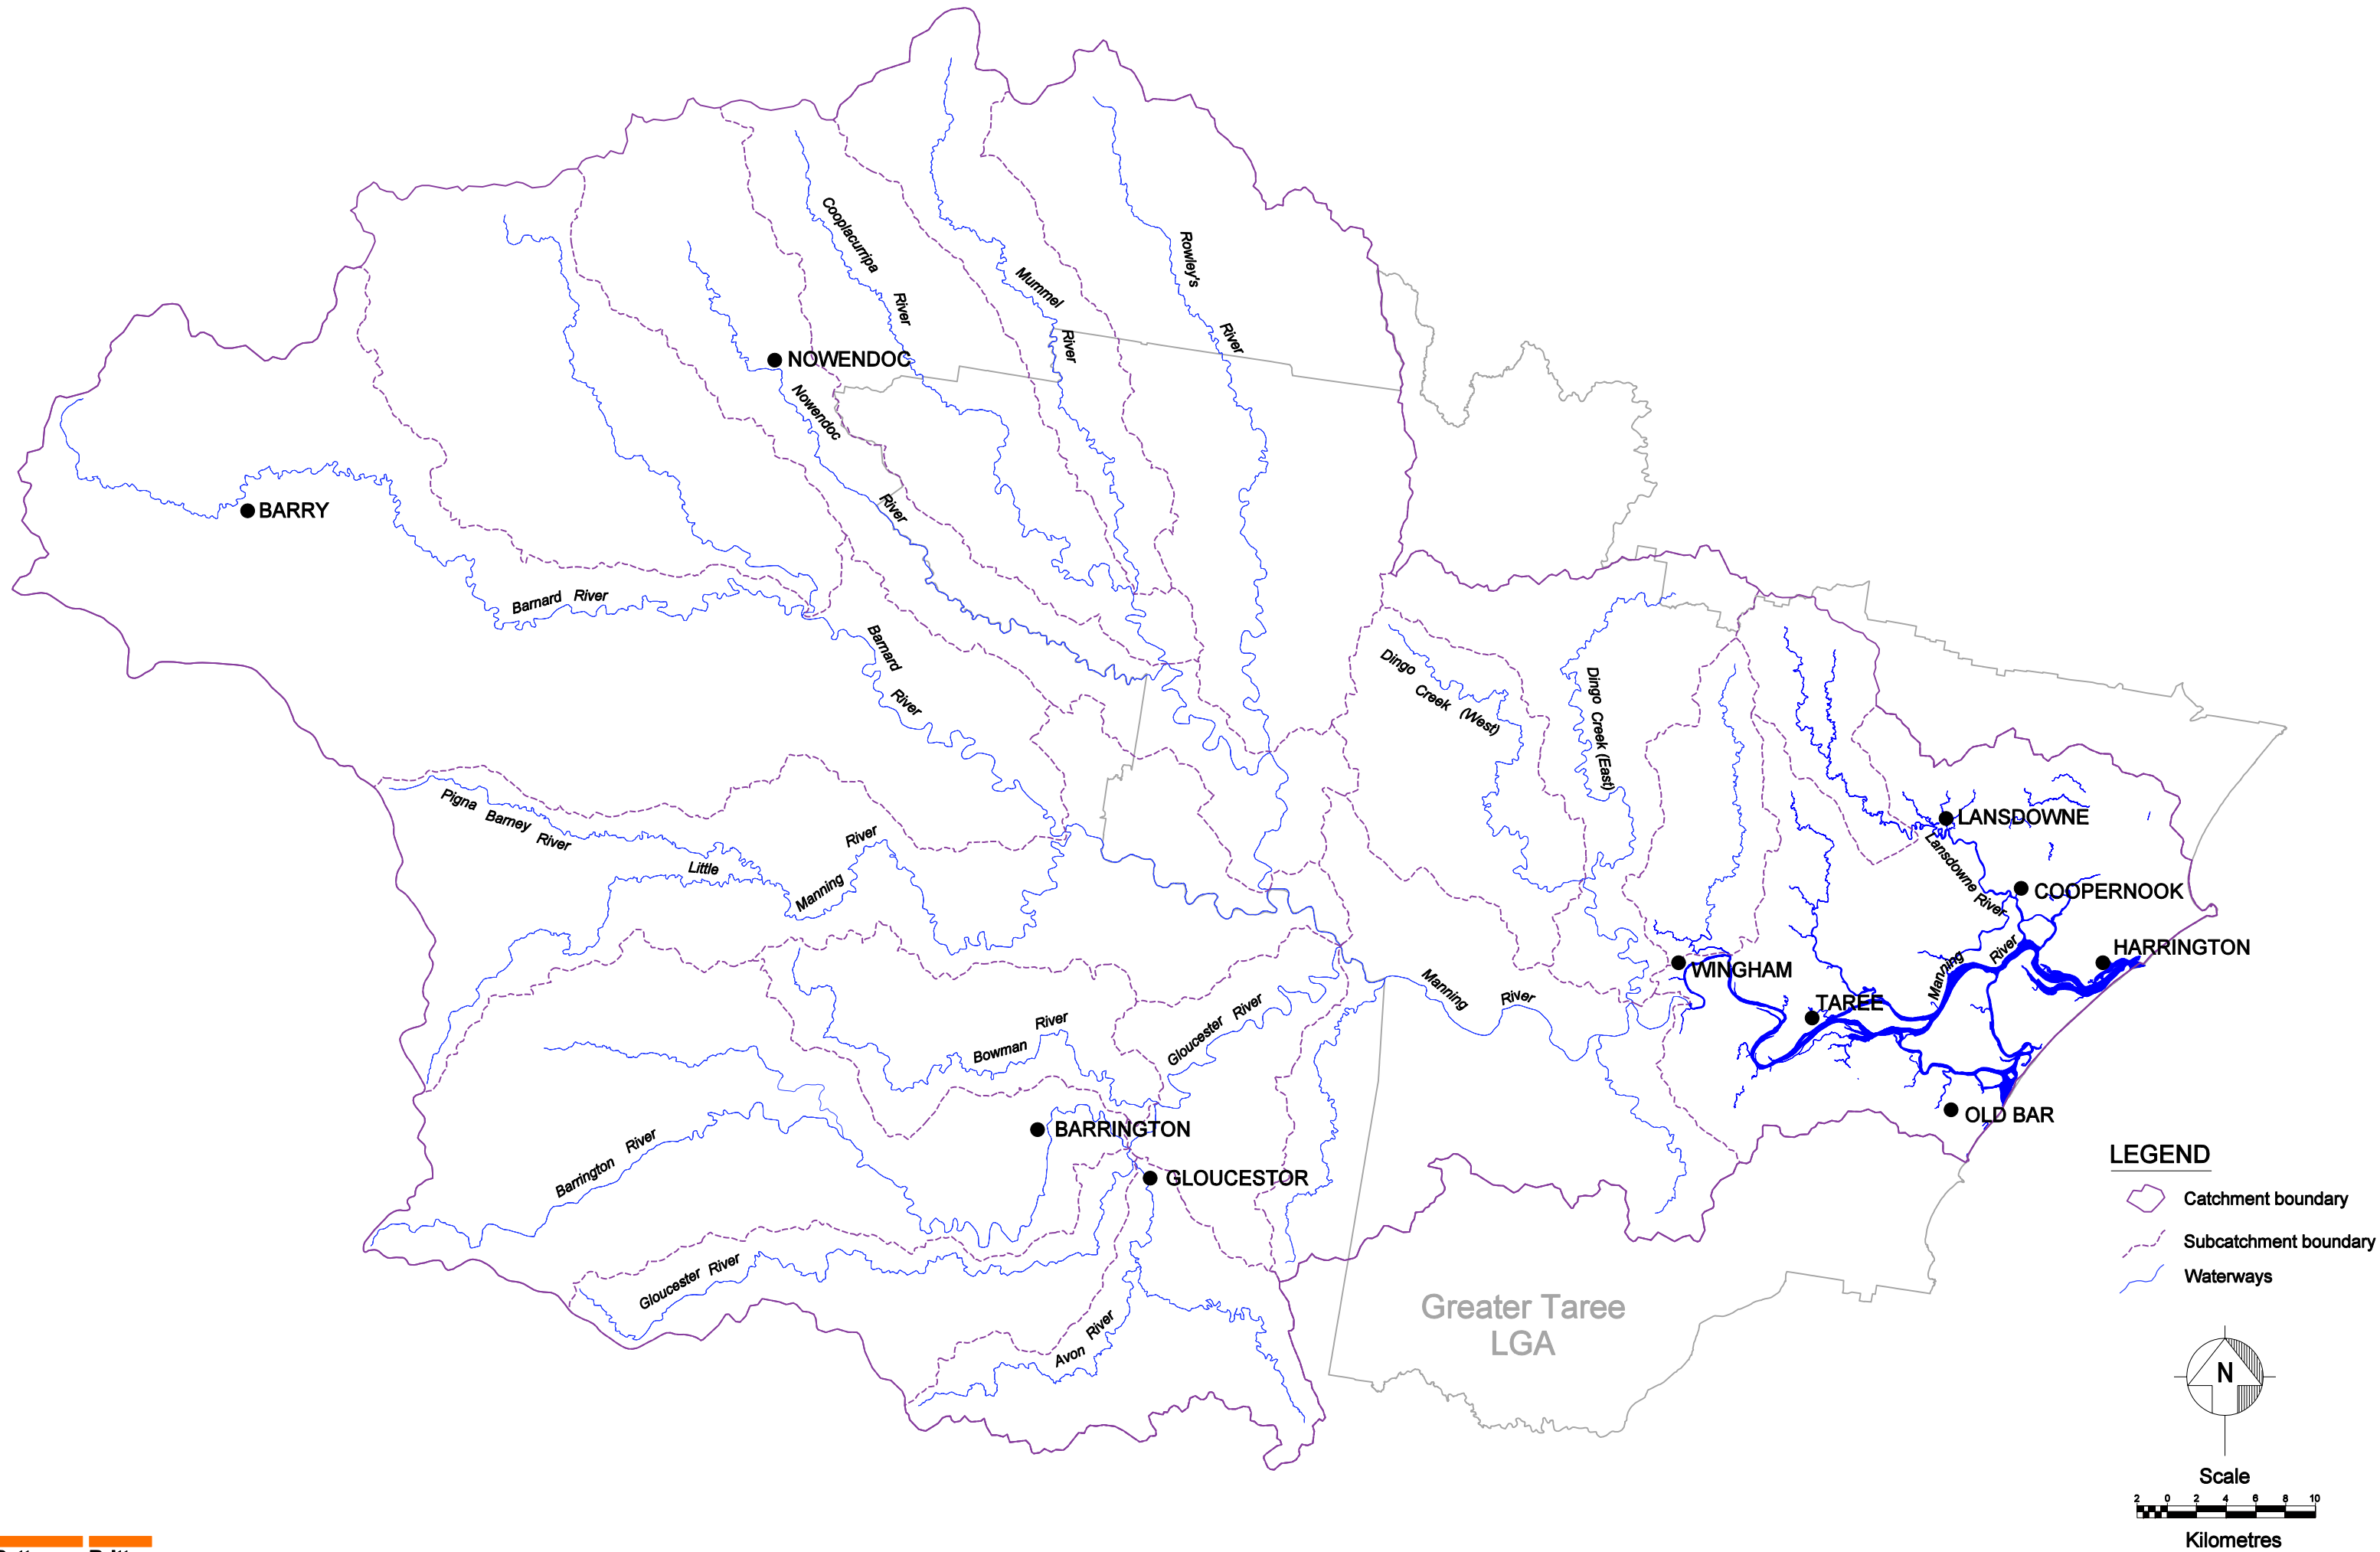 Cooplacurripa
River
Mummel
River
Rowley's
River
NOWENDOC
Nowendoc
River
BARRY
Barnard River
Barnard
River
Dingo
Creek (West)
Dingo Creek (East)
Pigna Barney River
Little
Manning
River
LANSDOWNE
Lansdowne River
COOPERNOOK
HARRINGTON
Manning
River
WINGHAM
TAREE
Manning
River
Gloucester River
Bowman
River
BARRINGTON
OLD BAR
Barrington River
GLOUCESTOR
Gloucester River
Avon River
Greater Taree
LGA
LEGEND
Catchment boundary
Subcatchment boundary
Waterways
N
Scale
2 0 2 4 6 8 10
Kilometres